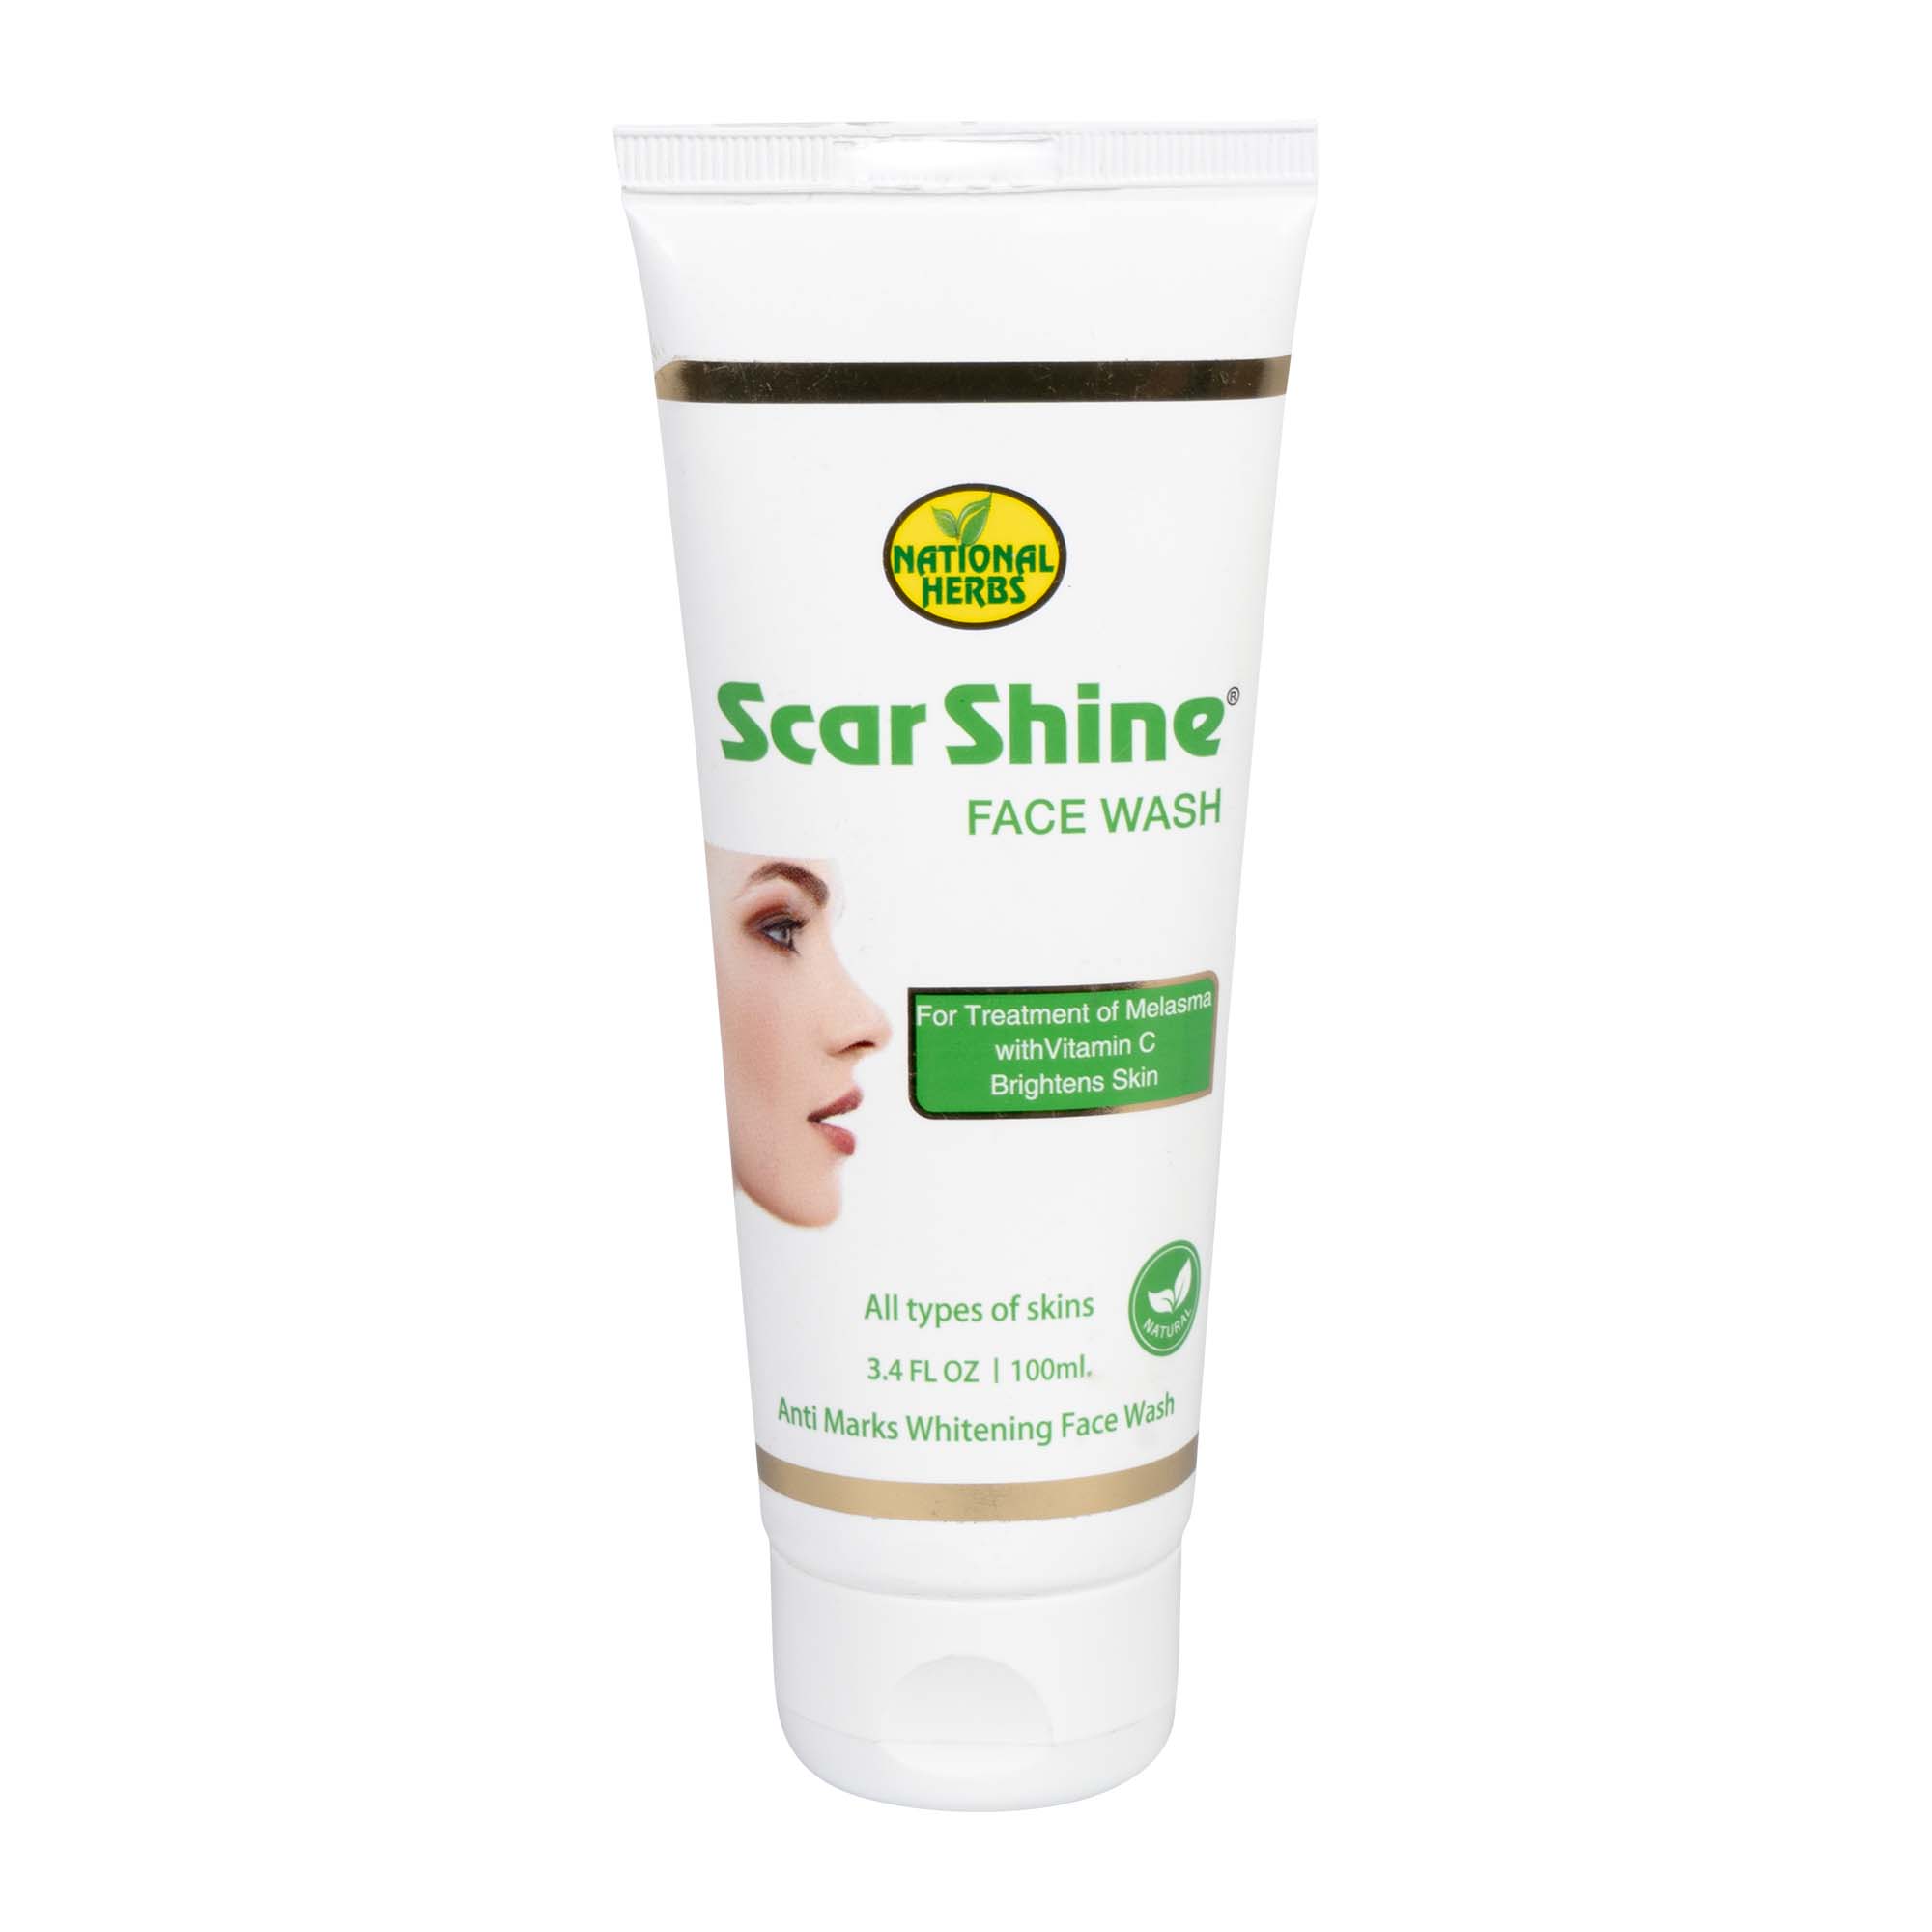 NATIONAL
HERBS
Scar Shine®
FACE WASH
For Treatment of Melasma
withVitamin C
Brightens Skin
All types of skins
NATURAL
3.4 FL OZ | 100ml.
Anti Marks Whitening Face Wash